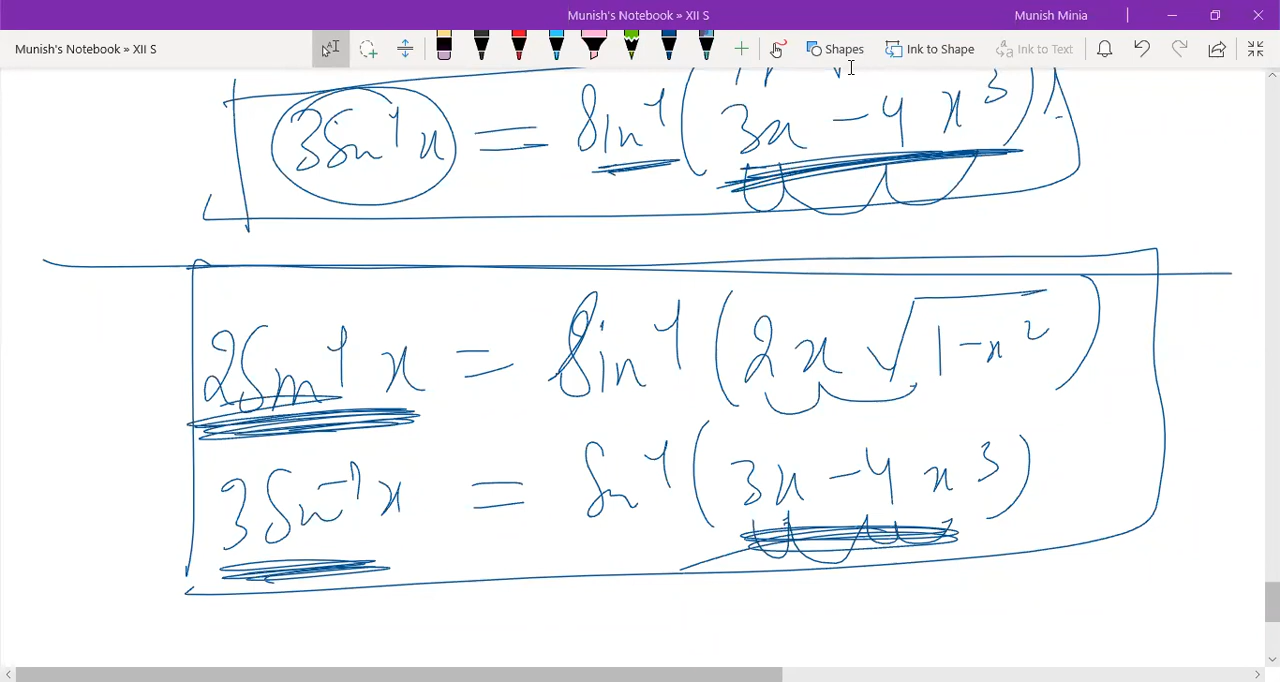 Munish's Notebook » XII S
Munish Minia
Munish's Notebook » XII S
Shapes
Ink to Shape
Ink to Text
3Sin⁻¹x = Sin⁻¹(3x - 4x³)
2Sin⁻¹x = Sin⁻¹(2x√1-x²)
3Sin⁻¹x = Sin⁻¹(3x - 4x³)